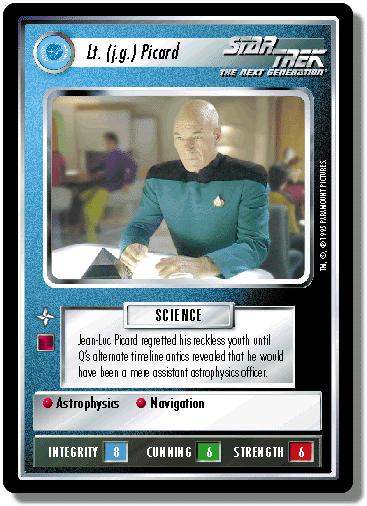 Lt. (j.g.) Picard
STAR TREK
THE NEXT GENERATION®
TM, ®, © 1995 PARAMOUNT PICTURES.
SCIENCE
Jean-Luc Picard regretted his reckless youth until
Q's alternate timeline antics revealed that he would
have been a mere assistant astrophysics officer.
Astrophysics Navigation
INTEGRITY 8 CUNNING 6 STRENGTH 6